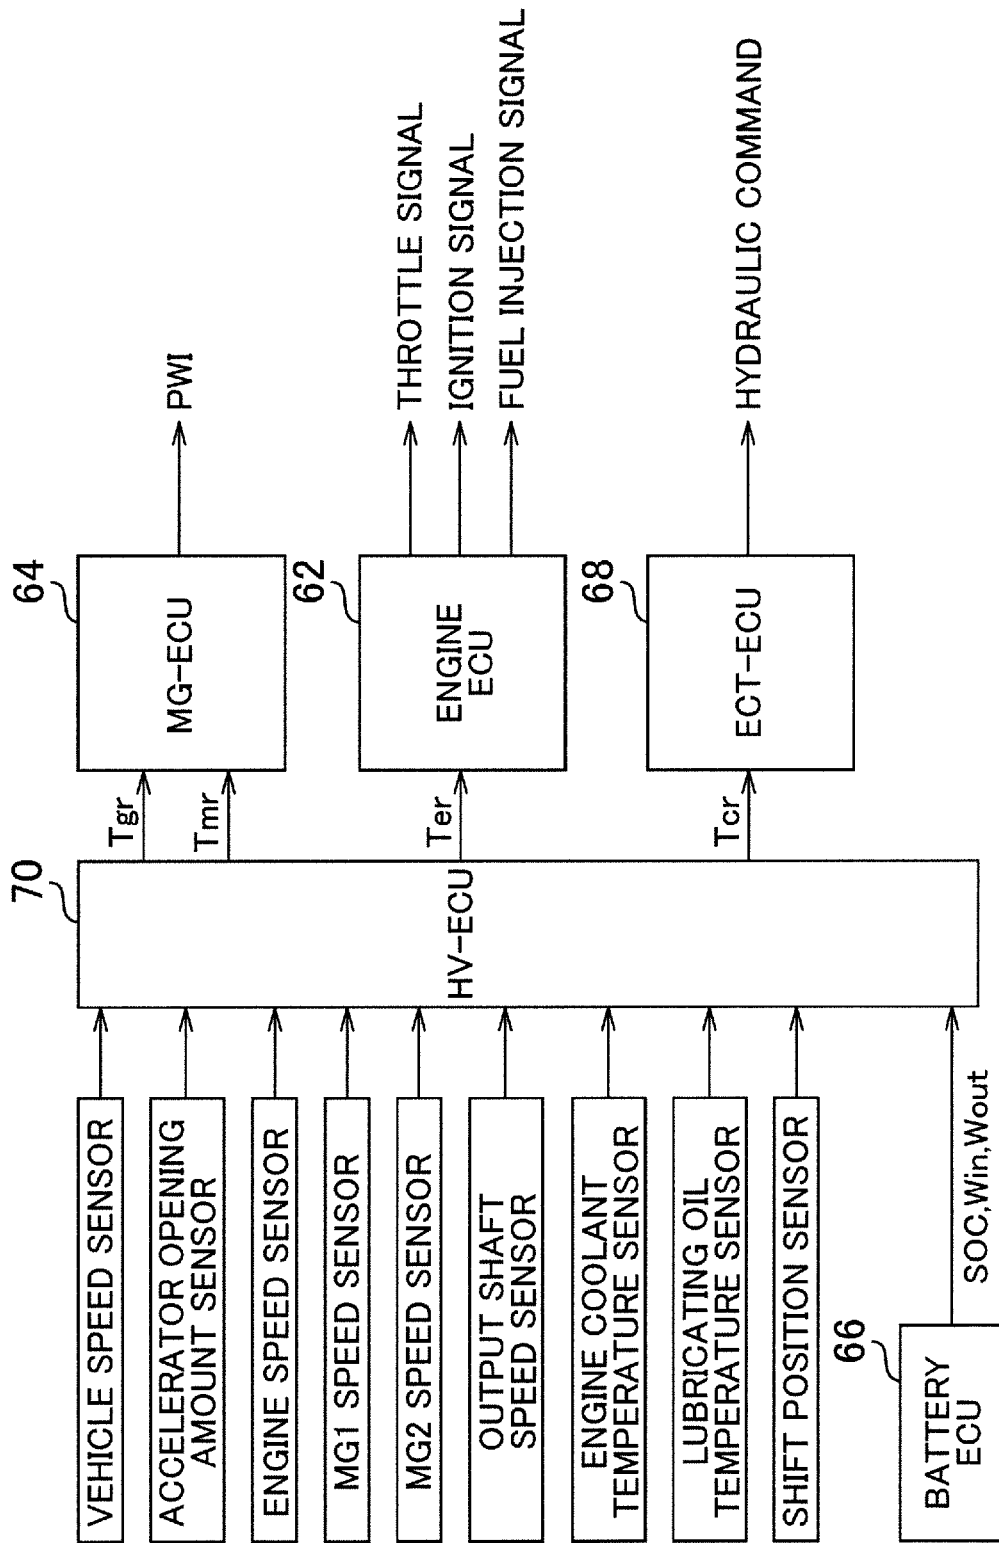 VEHICLE SPEED SENSOR
ACCELERATOR OPENING
AMOUNT SENSOR
ENGINE SPEED SENSOR
MG1 SPEED SENSOR
MG2 SPEED SENSOR
OUTPUT SHAFT
SPEED SENSOR
ENGINE COOLANT
TEMPERATURE SENSOR
LUBRICATING OIL
TEMPERATURE SENSOR
SHIFT POSITION SENSOR
66
BATTERY
ECU
SOC,Win,Wout
70
HV-ECU
Tgr
Tmr
Ter
Tcr
64
MG-ECU
PWI
62
ENGINE
ECU
THROTTLE SIGNAL
IGNITION SIGNAL
FUEL INJECTION SIGNAL
68
ECT-ECU
HYDRAULIC COMMAND